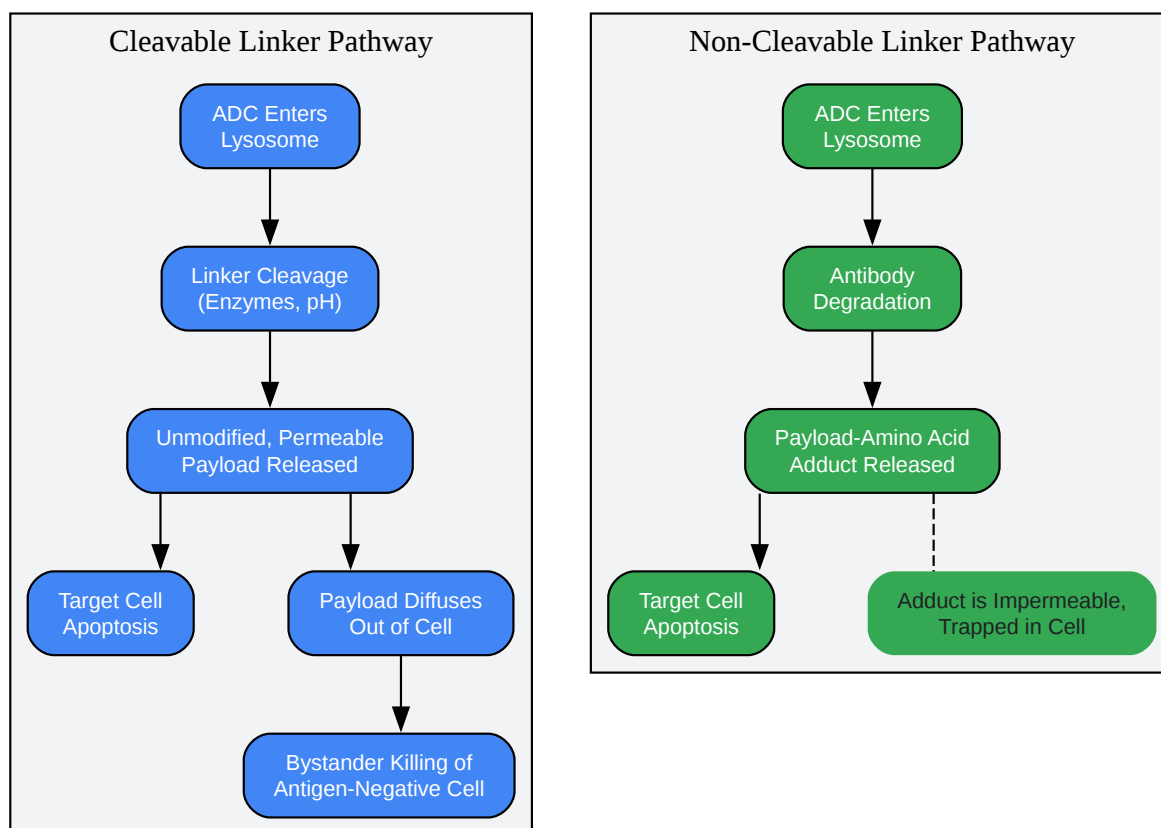 Cleavable Linker Pathway
ADC Enters
Lysosome
Linker Cleavage
(Enzymes, pH)
Unmodified, Permeable
Payload Released
Target Cell
Apoptosis
Payload Diffuses
Out of Cell
Bystander Killing of
Antigen-Negative Cell
Non-Cleavable Linker Pathway
ADC Enters
Lysosome
Antibody
Degradation
Payload-Amino Acid
Adduct Released
Target Cell
Apoptosis
Adduct is Impermeable,
Trapped in Cell